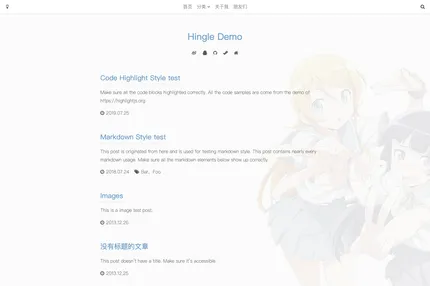 首页 分类 关于我 朋友们
Hingle Demo
Code Highlight Style test
Make sure all the code blocks highlighted correctly. All the code samples are come from the demo of
https://highlightjs.org
2019.07.25
Markdown Style test
This post is originated from here and is used for testing markdown style. This post contains nearly every
markdown usage. Make sure all the markdown elements below show up correctly.
2019.07.24 Bar, Foo
Images
This is a image test post.
2013.12.25
没有标题的文章
This post doesn't have a title. Make sure it's accessible.
2013.12.25